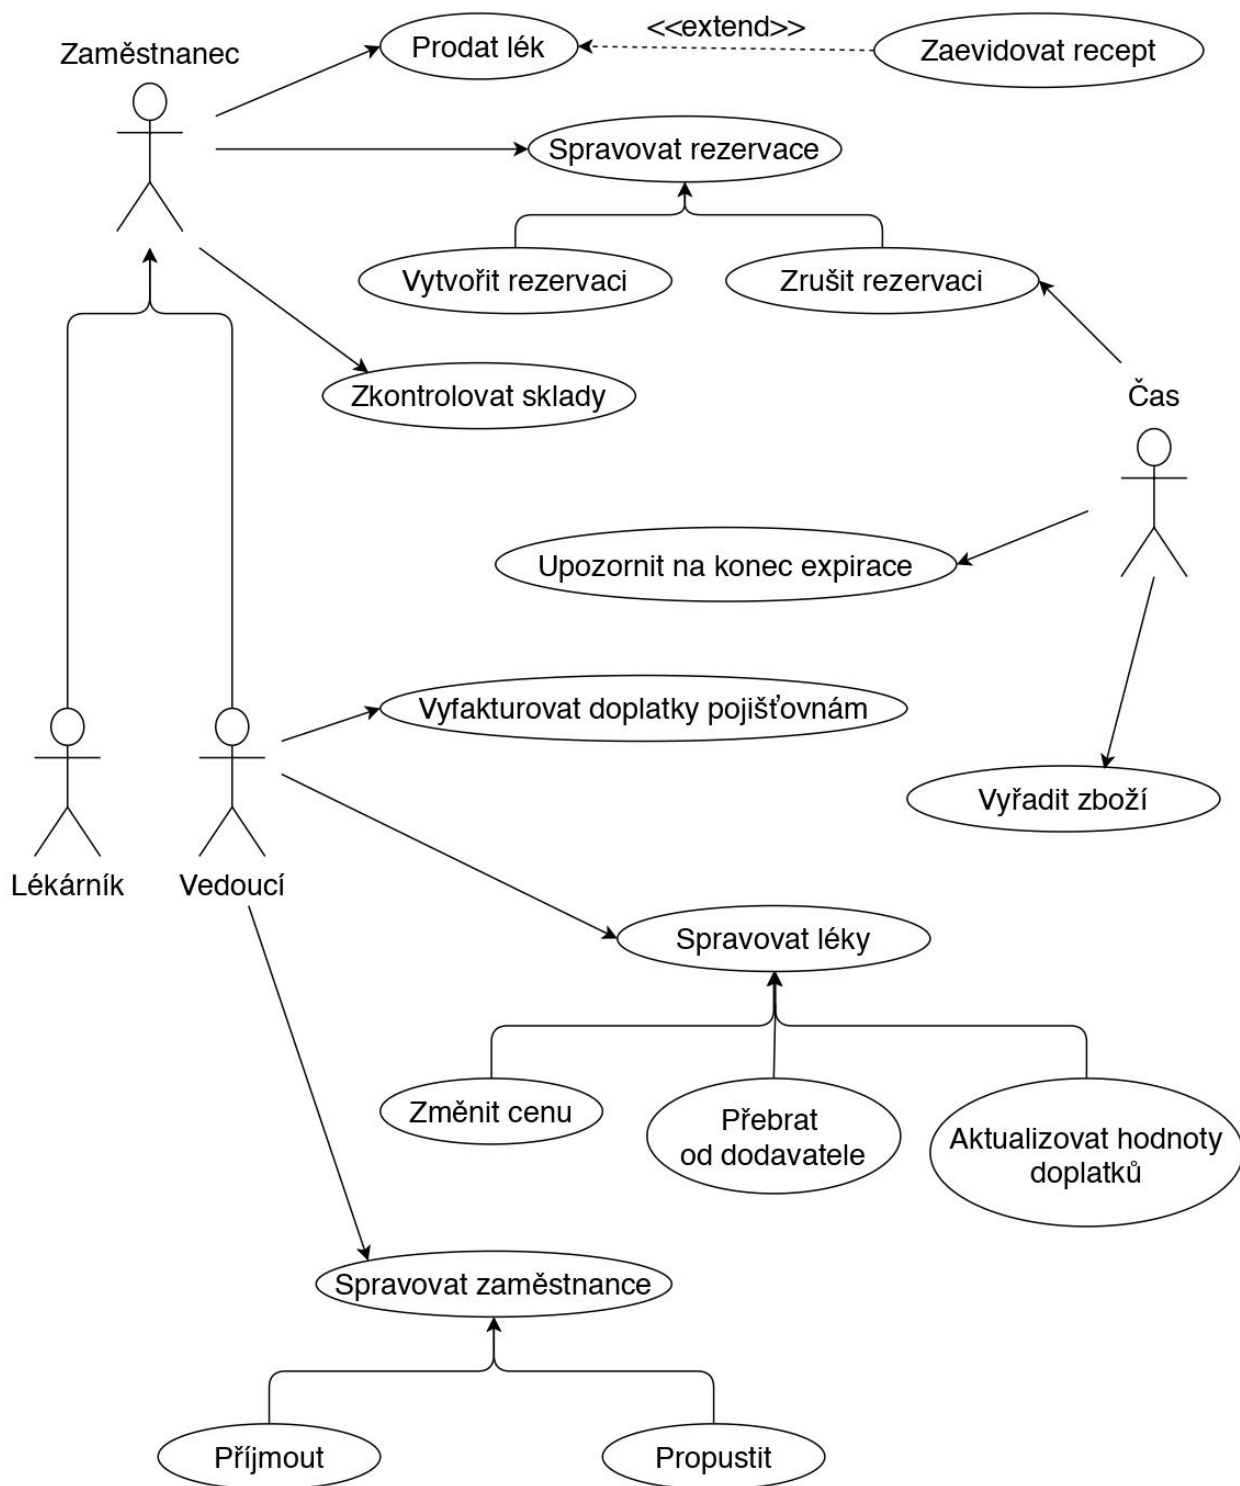 Zaměstnanec
Prodat lék
<<extend>>
Zaevidovat recept
Spravovat rezervace
Vytvořit rezervaci
Zrušit rezervaci
Zkontrolovat sklady
Čas
Upozornit na konec expirace
Vyfakturovat doplatky pojišťovnám
Vyřadit zboží
Lékárník
Vedoucí
Spravovat léky
Změnit cenu
Přebrat
od dodavatele
Aktualizovat hodnoty
doplatků
Spravovat zaměstnance
Příjmout
Propustit